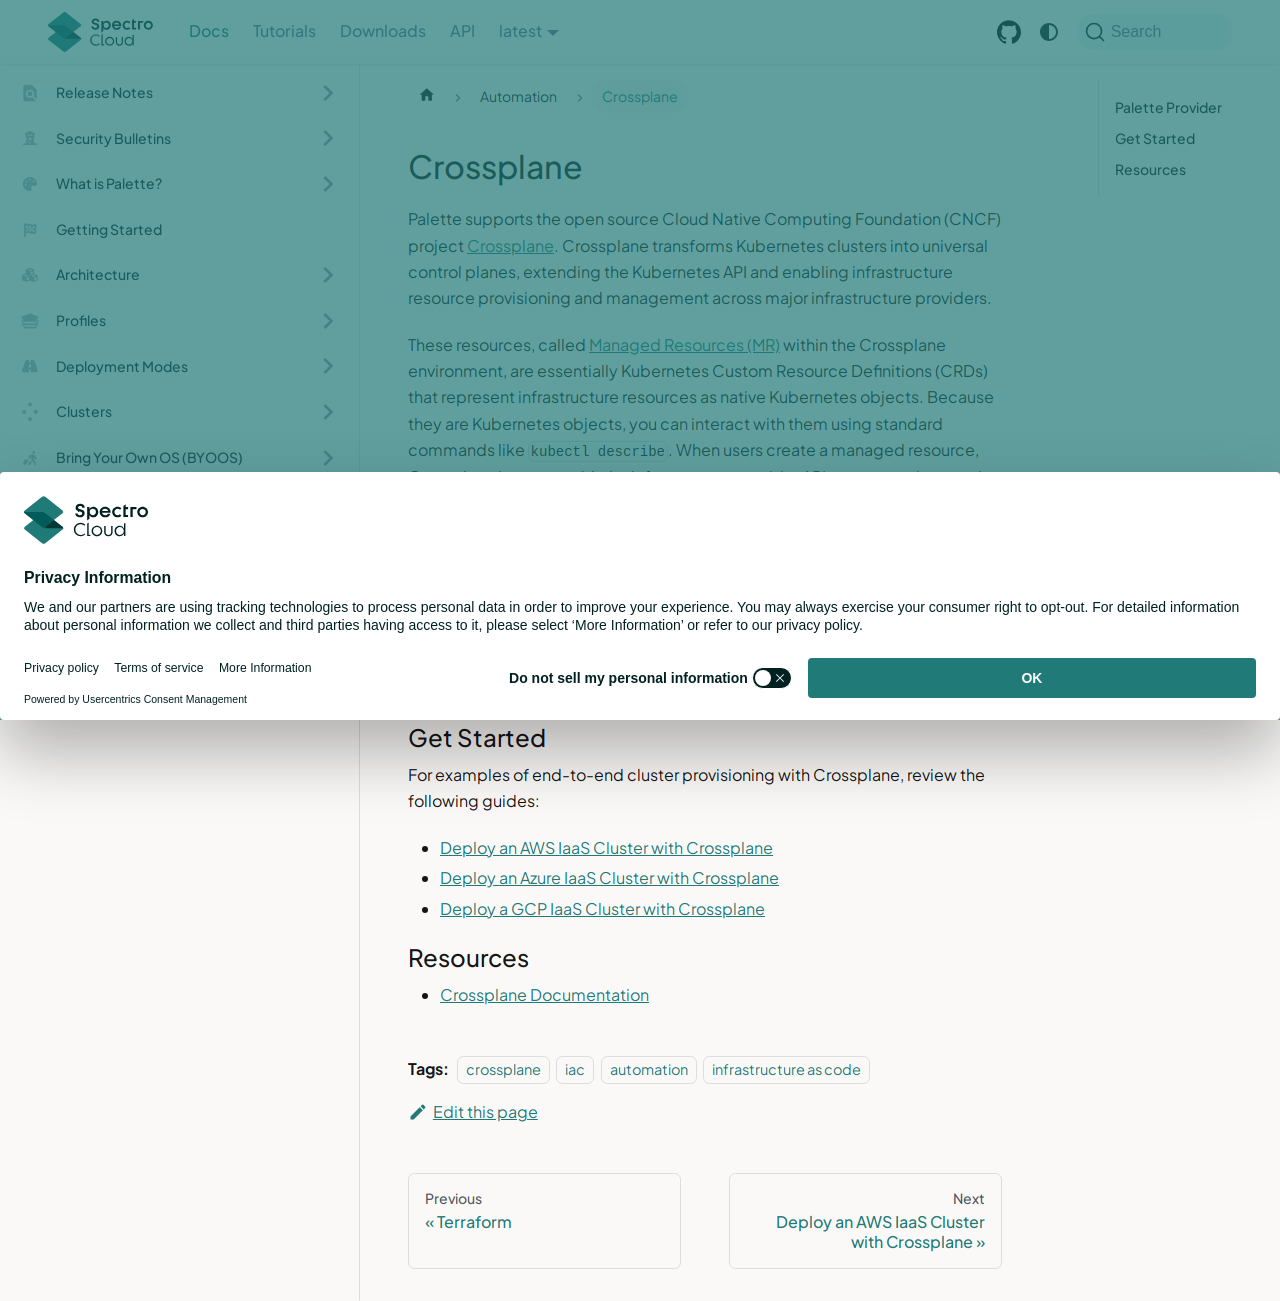 Spectro Cloud
Docs
Tutorials
Downloads
API
latest
Search
Release Notes
Security Bulletins
What is Palette?
Getting Started
Architecture
Profiles
Deployment Modes
Clusters
Bring Your Own OS (BYOOS)
Automation
Crossplane
Crossplane
Palette supports the open source Cloud Native Computing Foundation (CNCF)
project Crossplane. Crossplane transforms Kubernetes clusters into universal
control planes, extending the Kubernetes API and enabling infrastructure
resource provisioning and management across major infrastructure providers.
These resources, called Managed Resources (MR) within the Crossplane
environment, are essentially Kubernetes Custom Resource Definitions (CRDs)
that represent infrastructure resources as native Kubernetes objects. Because
they are Kubernetes objects, you can interact with them using standard
commands like kubectl describe. When users create a managed resource,
Palette Provider
Get Started
Resources
Spectro
Cloud
Privacy Information
We and our partners are using tracking technologies to process personal data in order to improve your experience. You may always exercise your consumer right to opt-out. For detailed information
about personal information we collect and third parties having access to it, please select ‘More Information’ or refer to our privacy policy.
Privacy policy
Terms of service
More Information
Powered by Usercentrics Consent Management
Do not sell my personal information
OK
Get Started
For examples of end-to-end cluster provisioning with Crossplane, review the
following guides:
Deploy an AWS IaaS Cluster with Crossplane
Deploy an Azure IaaS Cluster with Crossplane
Deploy a GCP IaaS Cluster with Crossplane
Resources
Crossplane Documentation
Tags:
crossplane
iac
automation
infrastructure as code
Edit this page
Previous
« Terraform
Next
Deploy an AWS IaaS Cluster
with Crossplane »